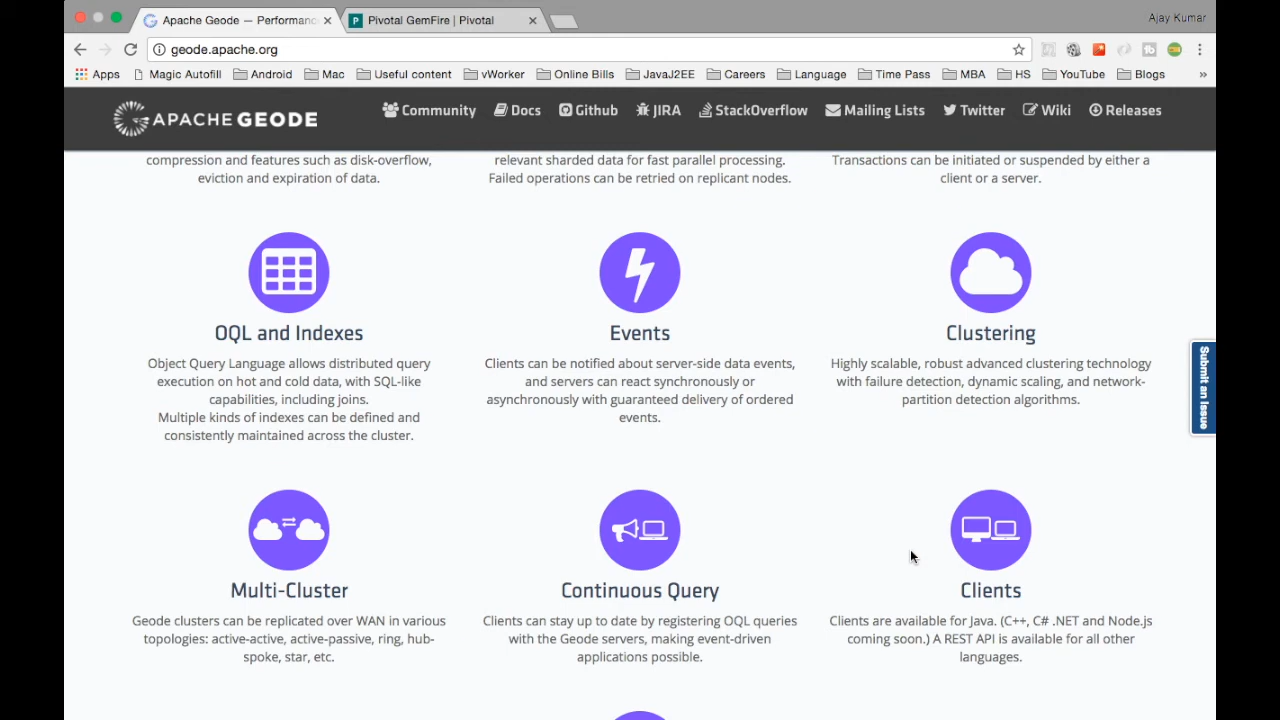 Apache Geode — Performanc
Pivotal GemFire | Pivotal
Ajay Kumar
geode.apache.org
Apps
Magic Autofill
Android
Mac
Useful content
vWorker
Online Bills
JavaJ2EE
Careers
Language
Time Pass
MBA
HS
YouTube
Blogs
»
APACHE GEODE
Community
Docs
Github
JIRA
StackOverflow
Mailing Lists
Twitter
Wiki
Releases
compression and features such as disk-overflow,
eviction and expiration of data.
relevant sharded data for fast parallel processing.
Failed operations can be retried on replicant nodes.
Transactions can be initiated or suspended by either a
client or a server.
OQL and Indexes
Object Query Language allows distributed query
execution on hot and cold data, with SQL-like
capabilities, including joins.
Multiple kinds of indexes can be defined and
consistently maintained across the cluster.
Events
Clients can be notified about server-side data events,
and servers can react synchronously or
asynchronously with guaranteed delivery of ordered
events.
Clustering
Highly scalable, robust advanced clustering technology
with failure detection, dynamic scaling, and network-
partition detection algorithms.
Submit an Issue
Multi-Cluster
Geode clusters can be replicated over WAN in various
topologies: active-active, active-passive, ring, hub-
spoke, star, etc.
Continuous Query
Clients can stay up to date by registering OQL queries
with the Geode servers, making event-driven
applications possible.
Clients
Clients are available for Java. (C++, C# .NET and Node.js
coming soon.) A REST API is available for all other
languages.